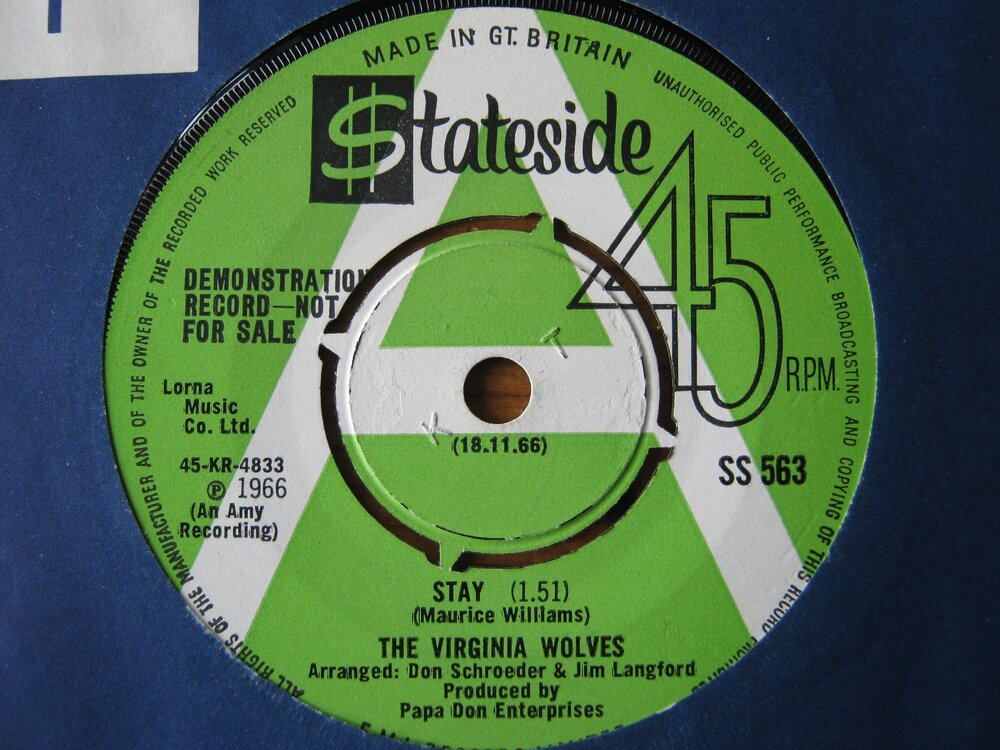 MADE IN GT. BRITAIN
UNAUTHORISED PUBLIC PERFORMANCE BROADCASTING AND COPYING OF THIS RECORD
ALL RIGHTS OF THE MANUFACTURER AND OF THE OWNER OF THE RECORDED WORK RESERVED
$tateside
45
R.P.M.
DEMONSTRATION
RECORD—NOT
FOR SALE
Lorna
Music
Co. Ltd.
T
K
(18.11.66)
45-KR-4833
℗ 1966
(An Amy
Recording)
SS 563
STAY (1.51)
(Maurice Williams)
THE VIRGINIA WOLVES
Arranged: Don Schroeder & Jim Langford
Produced by
Papa Don Enterprises